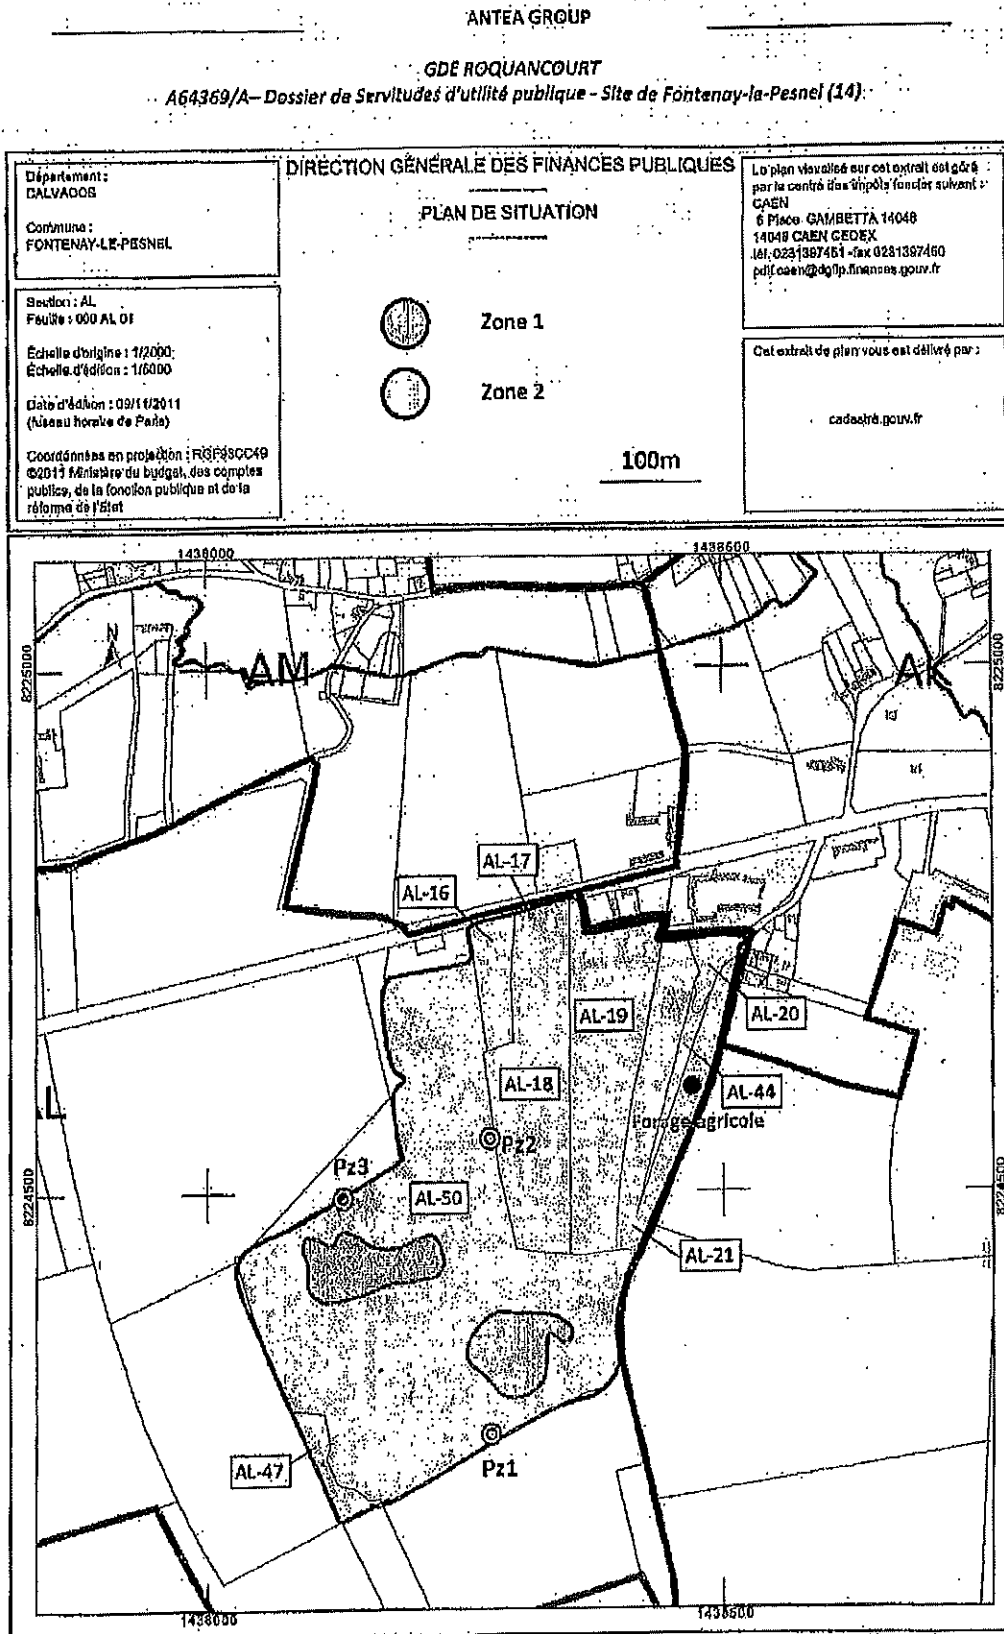 ANTEA GROUP
GDE ROQUANCOURT
A64369/A– Dossier de Servitudes d'utilité publique - Site de Fontenay-le-Pesnel (14)
Département :
CALVADOS
Commune :
FONTENAY-LE-PESNEL
Section : AL
Feuille : 000 AL 01
Échelle d'origine : 1/2000
Échelle d'édition : 1/5000
Date d'édition : 09/11/2011
(fuseau horaire de Paris)
Coordonnées en projection : RGF93CC49
©2011 Ministère du budget, des comptes
publics, de la fonction publique et de la
réforme de l'État
DIRECTION GÉNÉRALE DES FINANCES PUBLIQUES
PLAN DE SITUATION
Zone 1
Zone 2
100m
Le plan visualisé sur cet extrait est géré
par le centre des impôts foncier suivant :
CAEN
6 Place GAMBETTA 14048
14048 CAEN CEDEX
tél. 0231397451 -fax 0231397460
@dgfip.finances.gouv.fr
Cet extrait de plan vous est délivré par :
cadastre.gouv.fr
1438000
1438500
8225000
N
AM
8225000
AL-17
AL-16
AL-19
AL-20
AL-18
AL-44
Forage agricole
Pz2
Pz3
AL-50
8224500
8224500
AL-21
AL-47
Pz1
1438000
1438500